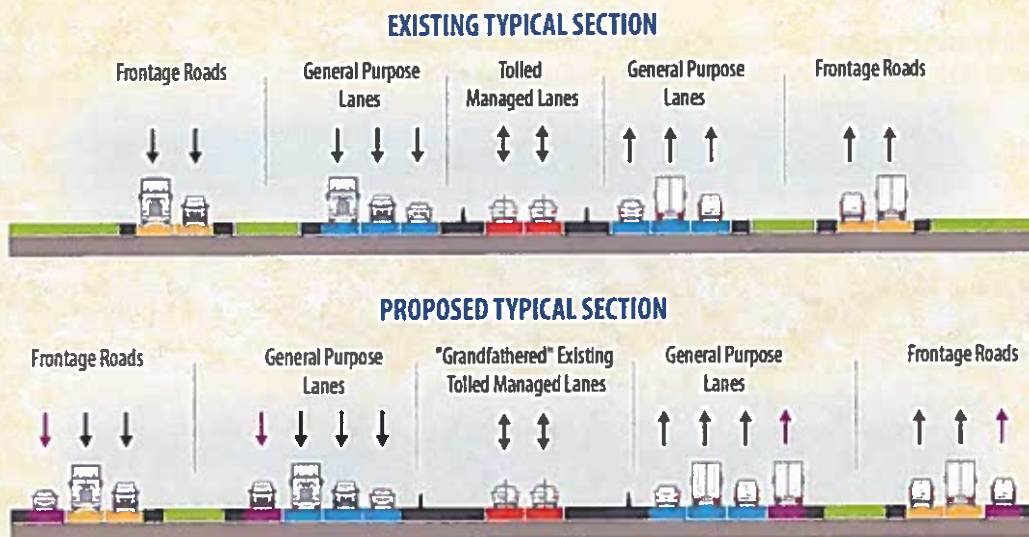 EXISTING TYPICAL SECTION
Frontage Roads
General Purpose
Lanes
Tolled
Managed Lanes
General Purpose
Lanes
Frontage Roads
PROPOSED TYPICAL SECTION
Frontage Roads
General Purpose
Lanes
"Grandfathered" Existing
Tolled Managed Lanes
General Purpose
Lanes
Frontage Roads